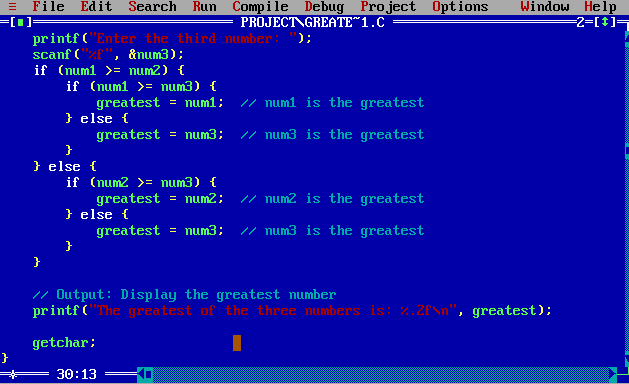 ≡ File Edit Search Run Compile Debug Project Options Window Help
[■] PROJECT\GREATE~1.C 2=[↕]
printf("Enter the third number: ");
scanf("%f", &num3);
if (num1 >= num2) {
if (num1 >= num3) {
greatest = num1; // num1 is the greatest
} else {
greatest = num3; // num3 is the greatest
}
} else {
if (num2 >= num3) {
greatest = num2; // num2 is the greatest
} else {
greatest = num3; // num3 is the greatest
}
}
// Output: Display the greatest number
printf("The greatest of the three numbers is: %.2f\n", greatest);
getchar;
}
30:13